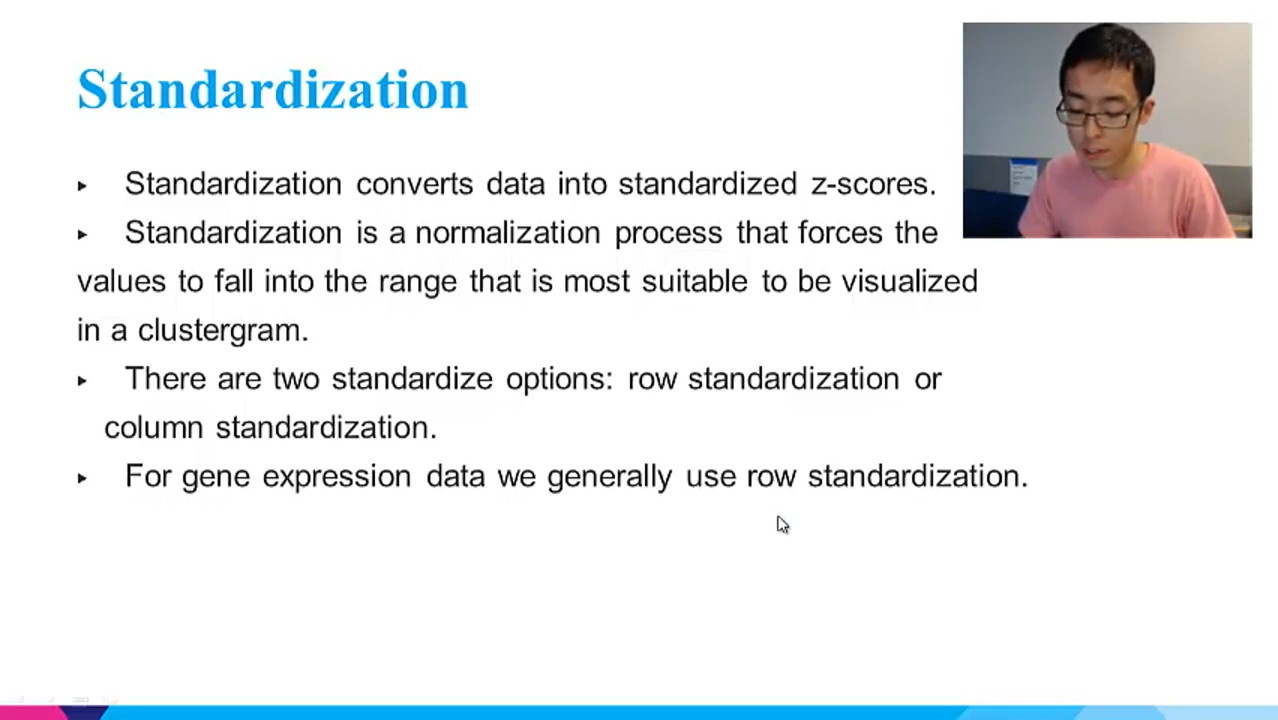 Standardization
‣ Standardization converts data into standardized z-scores.
‣ Standardization is a normalization process that forces the
values to fall into the range that is most suitable to be visualized
in a clustergram.
‣ There are two standardize options: row standardization or
column standardization.
‣ For gene expression data we generally use row standardization.